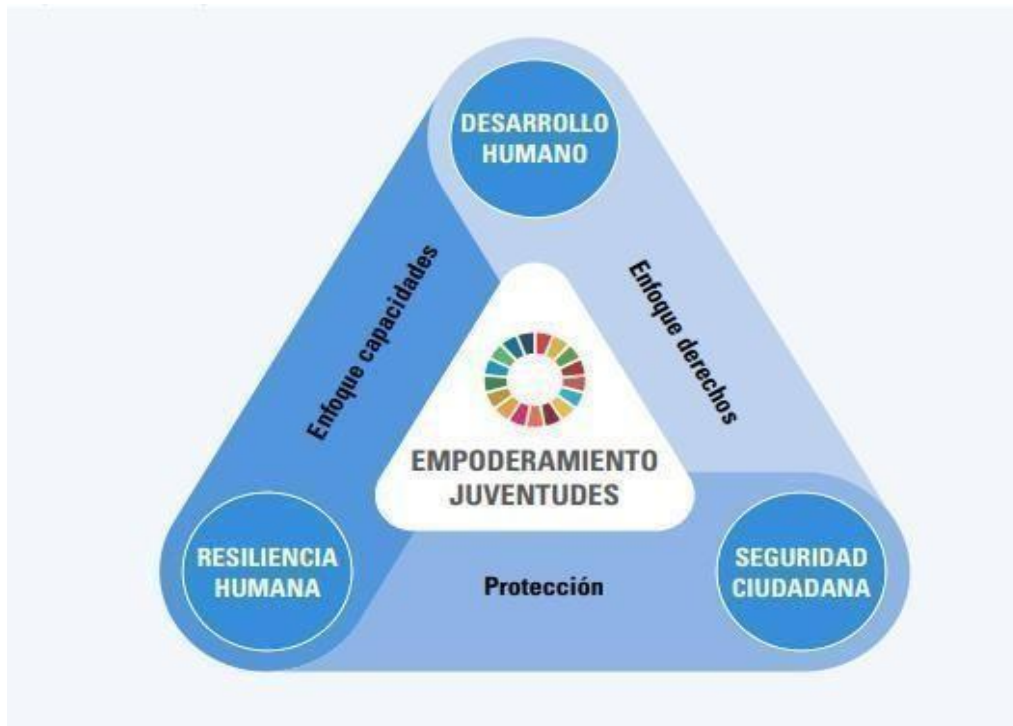 DESARROLLO
HUMANO
Enfoque capacidades
Enfoque derechos
EMPODERAMIENTO
JUVENTUDES
RESILIENCIA
HUMANA
Protección
SEGURIDAD
CIUDADANA